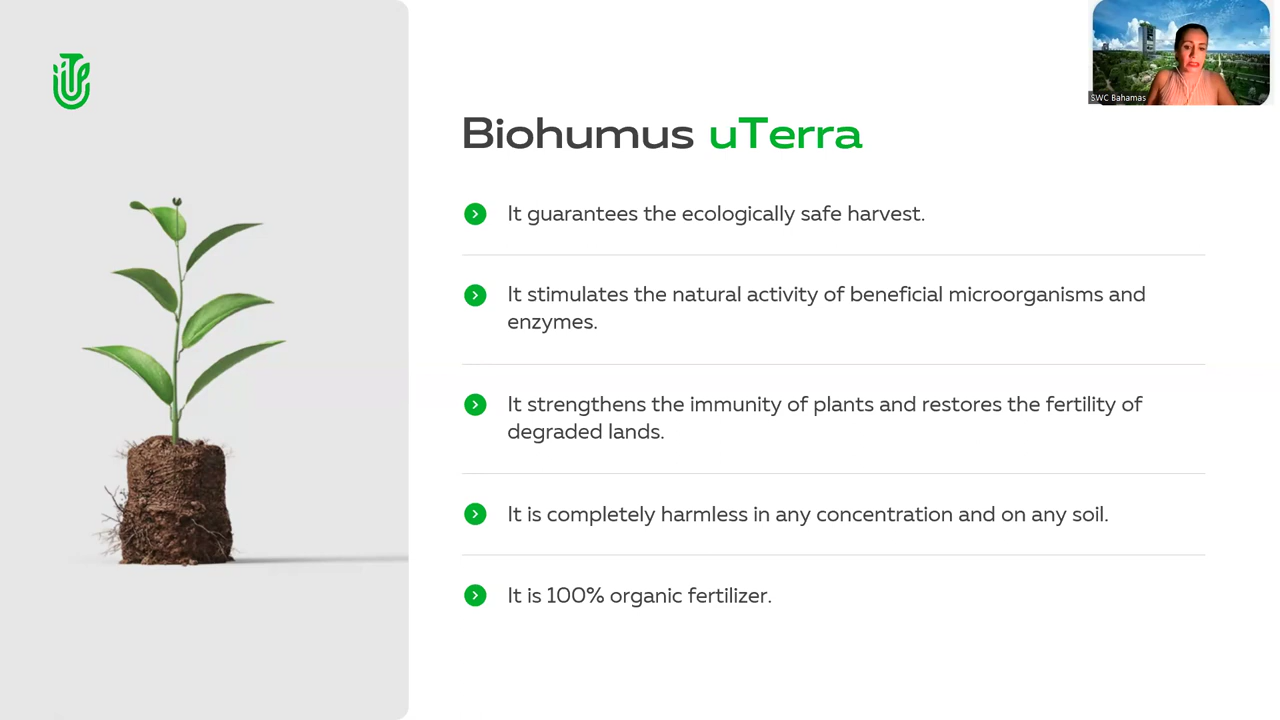 SWC Bahamas
Biohumus uTerra
It guarantees the ecologically safe harvest.
It stimulates the natural activity of beneficial microorganisms and
enzymes.
It strengthens the immunity of plants and restores the fertility of
degraded lands.
It is completely harmless in any concentration and on any soil.
It is 100% organic fertilizer.